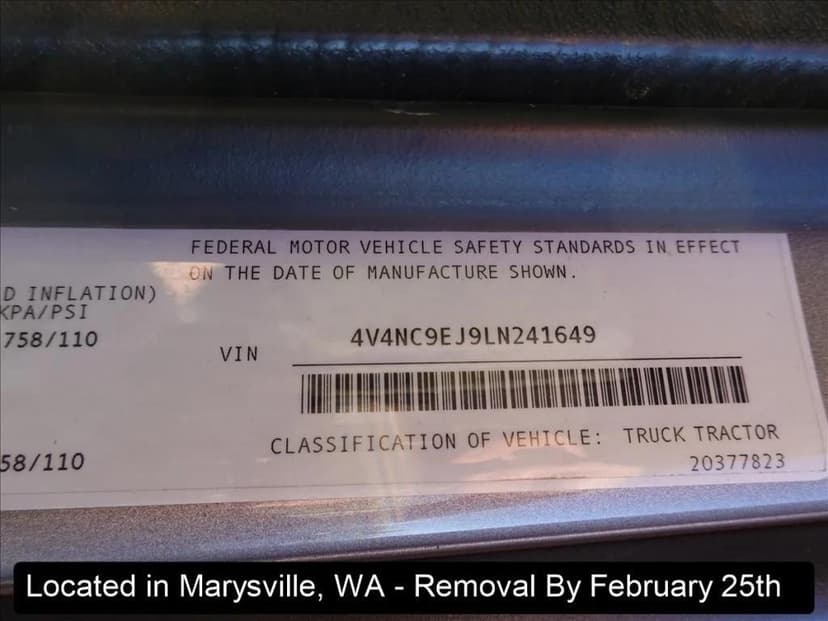 FEDERAL MOTOR VEHICLE SAFETY STANDARDS IN EFFECT
ON THE DATE OF MANUFACTURE SHOWN.
D INFLATION)
KPA/PSI
758/110
VIN 4V4NC9EJ9LN241649
CLASSIFICATION OF VEHICLE: TRUCK TRACTOR
58/110
20377823
Located in Marysville, WA - Removal By February 25th